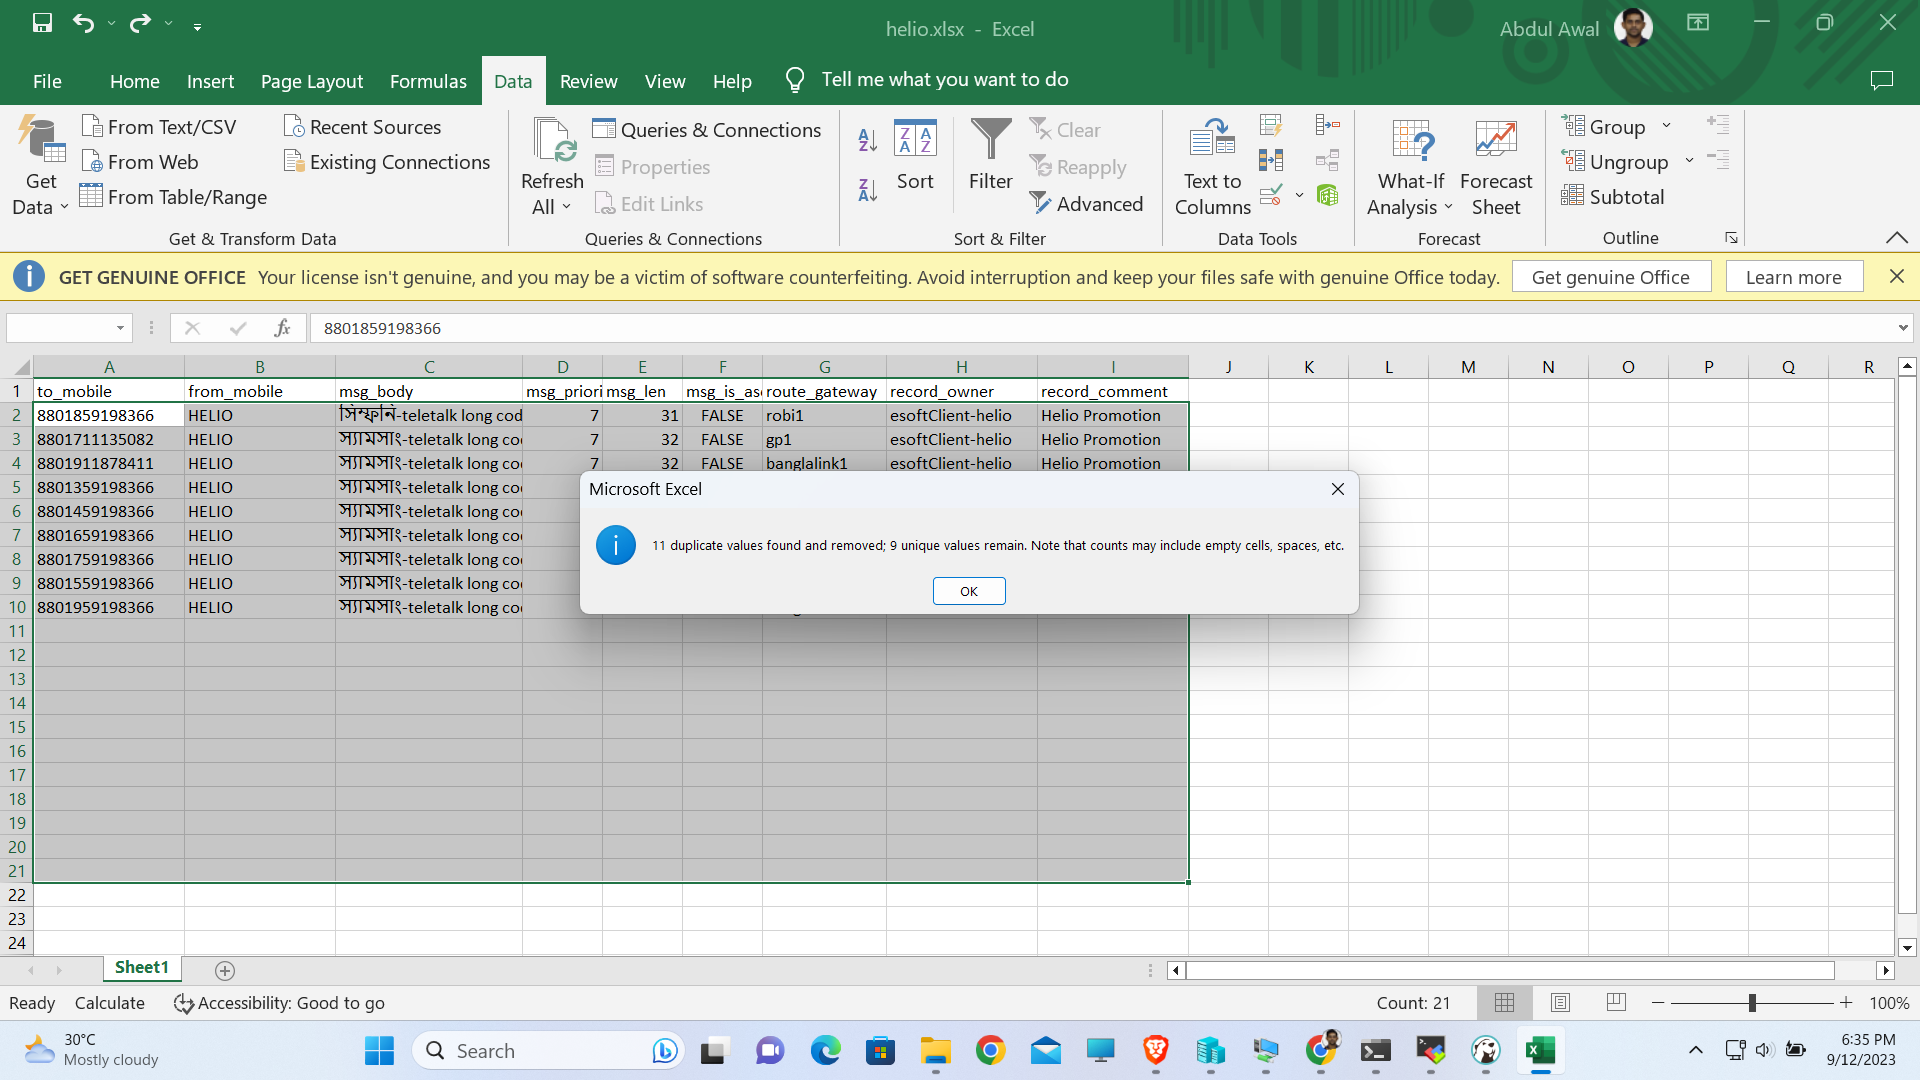 helio.xlsx - Excel
Abdul Awal
File Home Insert Page Layout Formulas Data Review View Help Tell me what you want to do
Get Data
From Text/CSV
From Web
From Table/Range
Recent Sources
Existing Connections
Get & Transform Data
Refresh All
Queries & Connections
Properties
Edit Links
Queries & Connections
Sort
Filter
Clear
Reapply
Advanced
Sort & Filter
Text to Columns
Data Tools
What-If Analysis
Forecast Sheet
Forecast
Group
Ungroup
Subtotal
Outline
GET GENUINE OFFICE Your license isn't genuine, and you may be a victim of software counterfeiting. Avoid interruption and keep your files safe with genuine Office today. Get genuine Office Learn more
fx 8801859198366
A B C D E F G H I J K L M N O P Q R
1 to_mobile from_mobile msg_body msg_priori msg_len msg_is_as route_gateway record_owner record_comment
2 8801859198366 HELIO সিম্ফনি-teletalk long cod 7 31 FALSE robi1 esoftClient-helio Helio Promotion
3 8801711135082 HELIO স্যামসাং-teletalk long co 7 32 FALSE gp1 esoftClient-helio Helio Promotion
4 8801911878411 HELIO স্যামসাং-teletalk long co 7 32 FALSE banglalink1 esoftClient-helio Helio Promotion
5 8801359198366 HELIO স্যামসাং-teletalk long co
6 8801459198366 HELIO স্যামসাং-teletalk long co
7 8801659198366 HELIO স্যামসাং-teletalk long co
8 8801759198366 HELIO স্যামসাং-teletalk long co
9 8801559198366 HELIO স্যামসাং-teletalk long co
10 8801959198366 HELIO স্যামসাং-teletalk long co
11
12
13
14
15
16
17
18
19
20
21
22
23
24
Microsoft Excel
11 duplicate values found and removed; 9 unique values remain. Note that counts may include empty cells, spaces, etc.
OK
Sheet1
Ready Calculate Accessibility: Good to go Count: 21 100%
30°C
Mostly cloudy
Search
6:35 PM
9/12/2023